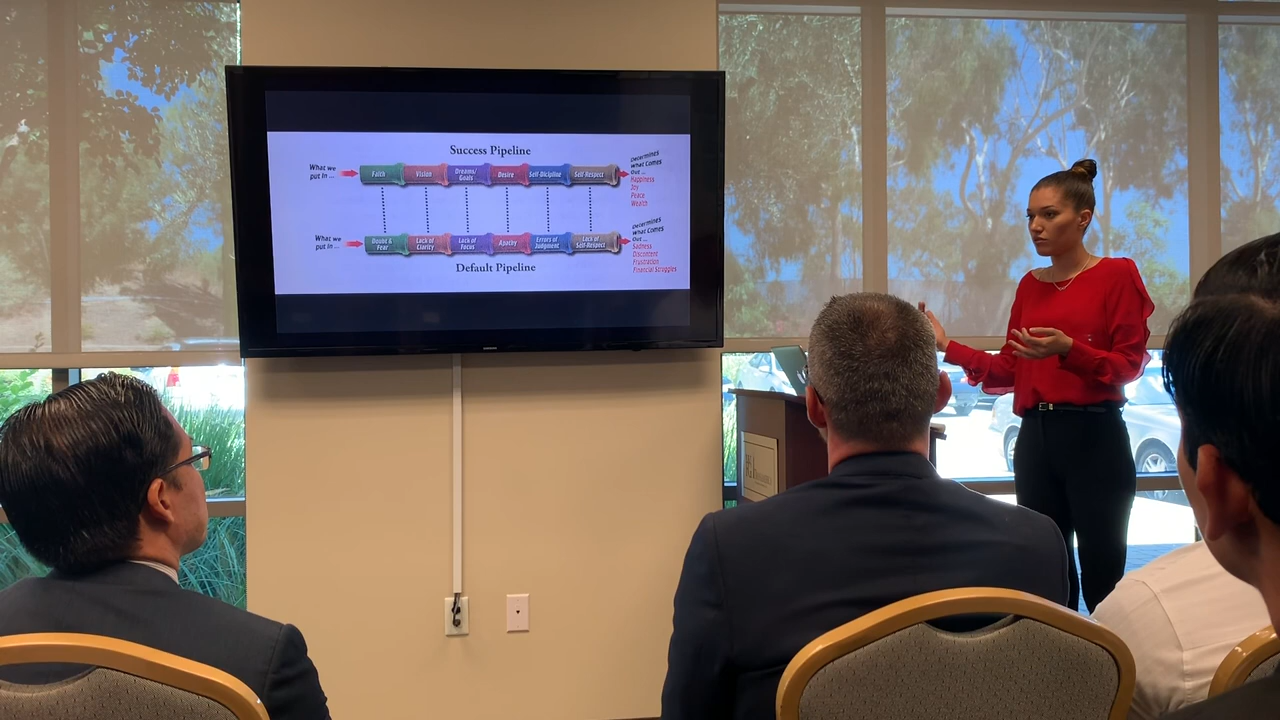 Success Pipeline
What we
put in ...
Faith
Vision
Dreams/
Goals
Desire
Self-Dicipline
Self-Respect
Determines
What Comes
Out ...
Happiness
Joy
Peace
Wealth
What we
put in ...
Doubt &
Fear
Lack of
Clarity
Lack of
Focus
Apathy
Errors of
Judgment
Lack of
Self-Respect
Determines
What Comes
Out ...
Sadness
Discontent
Frustration
Financial Struggles
Default Pipeline
SAMSUNG